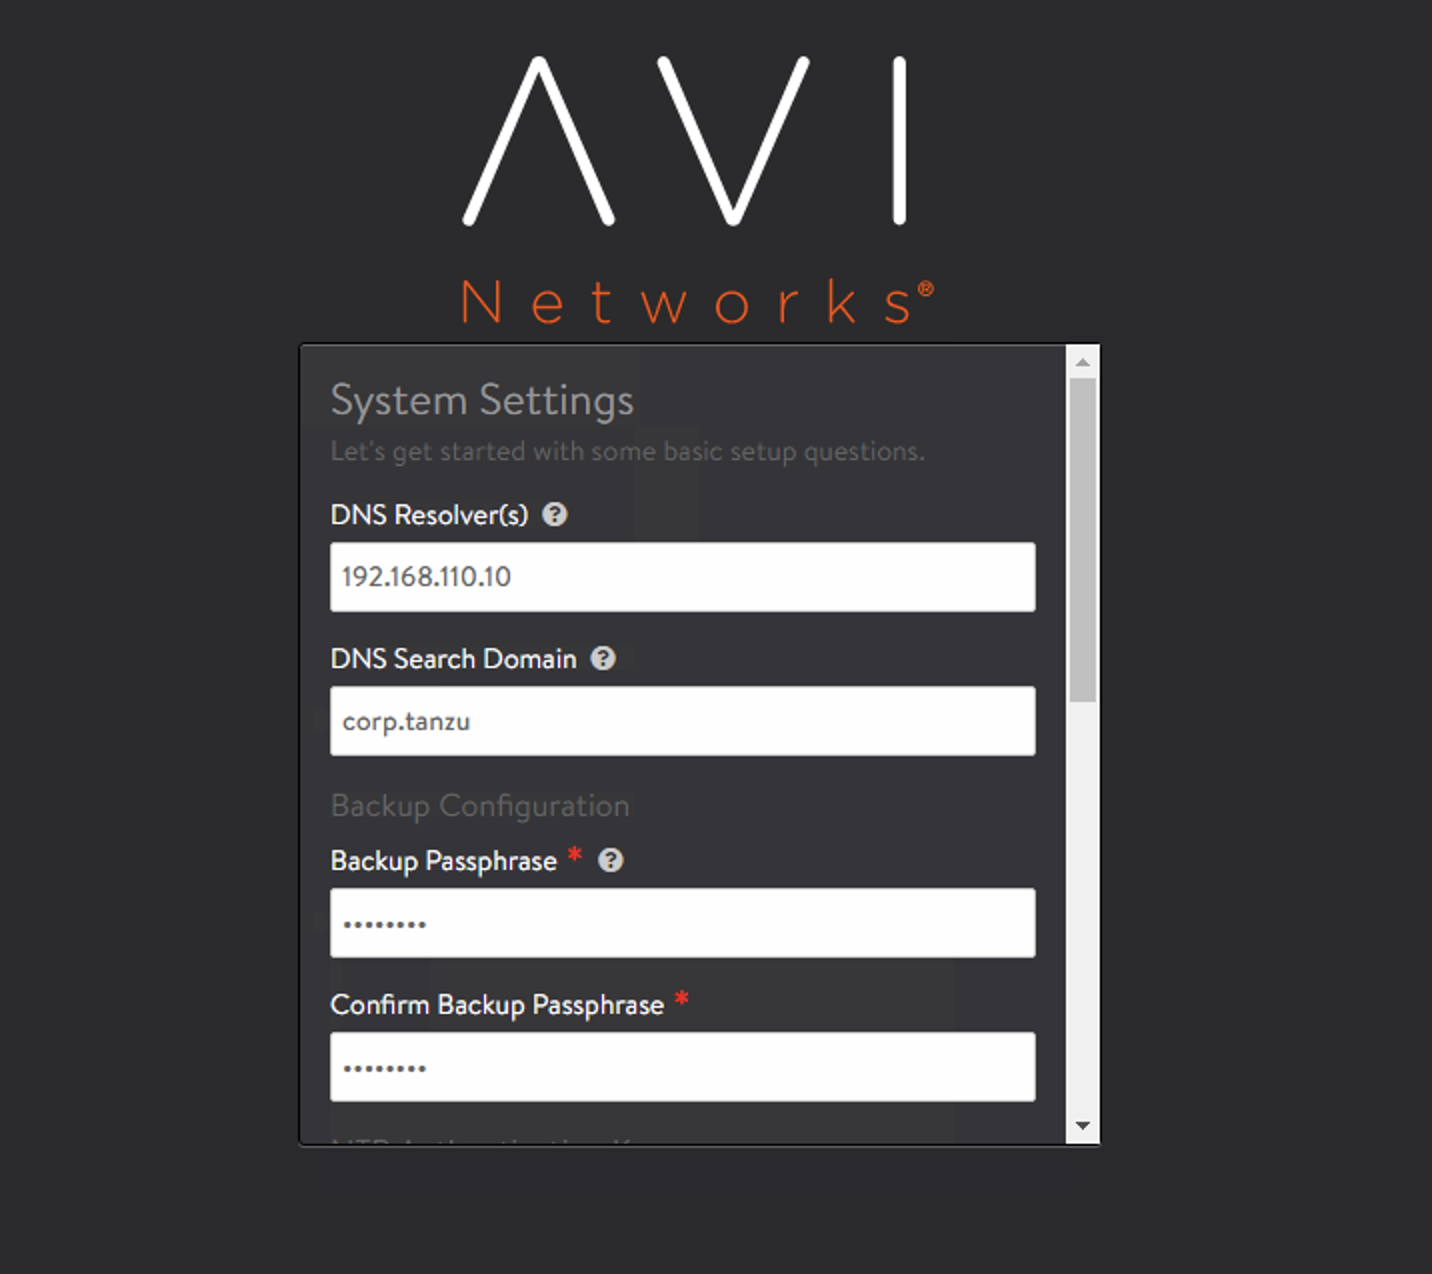 AVI
Networks®
System Settings
Let's get started with some basic setup questions.
DNS Resolver(s) ?
192.168.110.10
DNS Search Domain ?
corp.tanzu
Backup Configuration
Backup Passphrase * ?
••••••••
Confirm Backup Passphrase *
••••••••